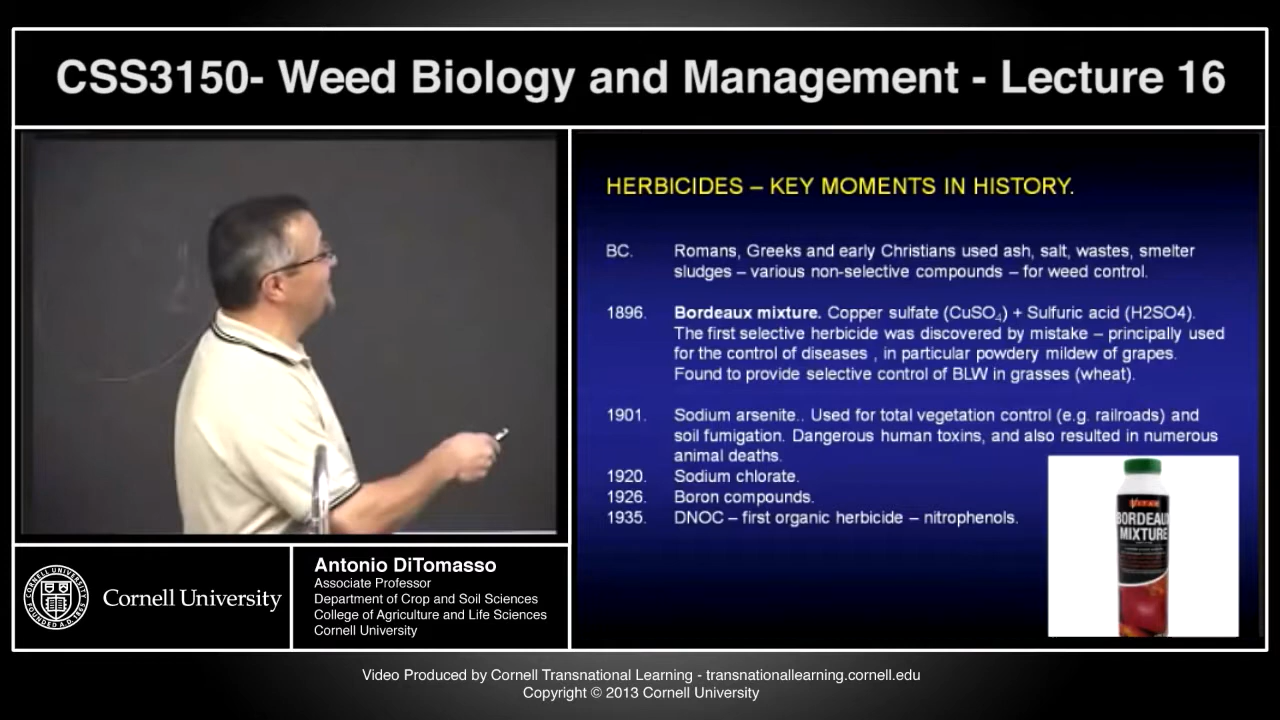 CSS3150- Weed Biology and Management - Lecture 16
HERBICIDES – KEY MOMENTS IN HISTORY.
BC. Romans, Greeks and early Christians used ash, salt, wastes, smelter
sludges – various non-selective compounds – for weed control.
1896. Bordeaux mixture. Copper sulfate (CuSO₄) + Sulfuric acid (H2SO4).
The first selective herbicide was discovered by mistake – principally used
for the control of diseases , in particular powdery mildew of grapes.
Found to provide selective control of BLW in grasses (wheat).
1901. Sodium arsenite.. Used for total vegetation control (e.g. railroads) and
soil fumigation. Dangerous human toxins, and also resulted in numerous
animal deaths.
1920. Sodium chlorate.
1926. Boron compounds.
1935. DNOC – first organic herbicide – nitrophenols.
BORDEAUX
MIXTURE
CORNELL UNIVERSITY
FOUNDED A.D.
Cornell University
Antonio DiTomasso
Associate Professor
Department of Crop and Soil Sciences
College of Agriculture and Life Sciences
Cornell University
Video Produced by Cornell Transnational Learning - transnationallearning.cornell.edu
Copyright © 2013 Cornell University